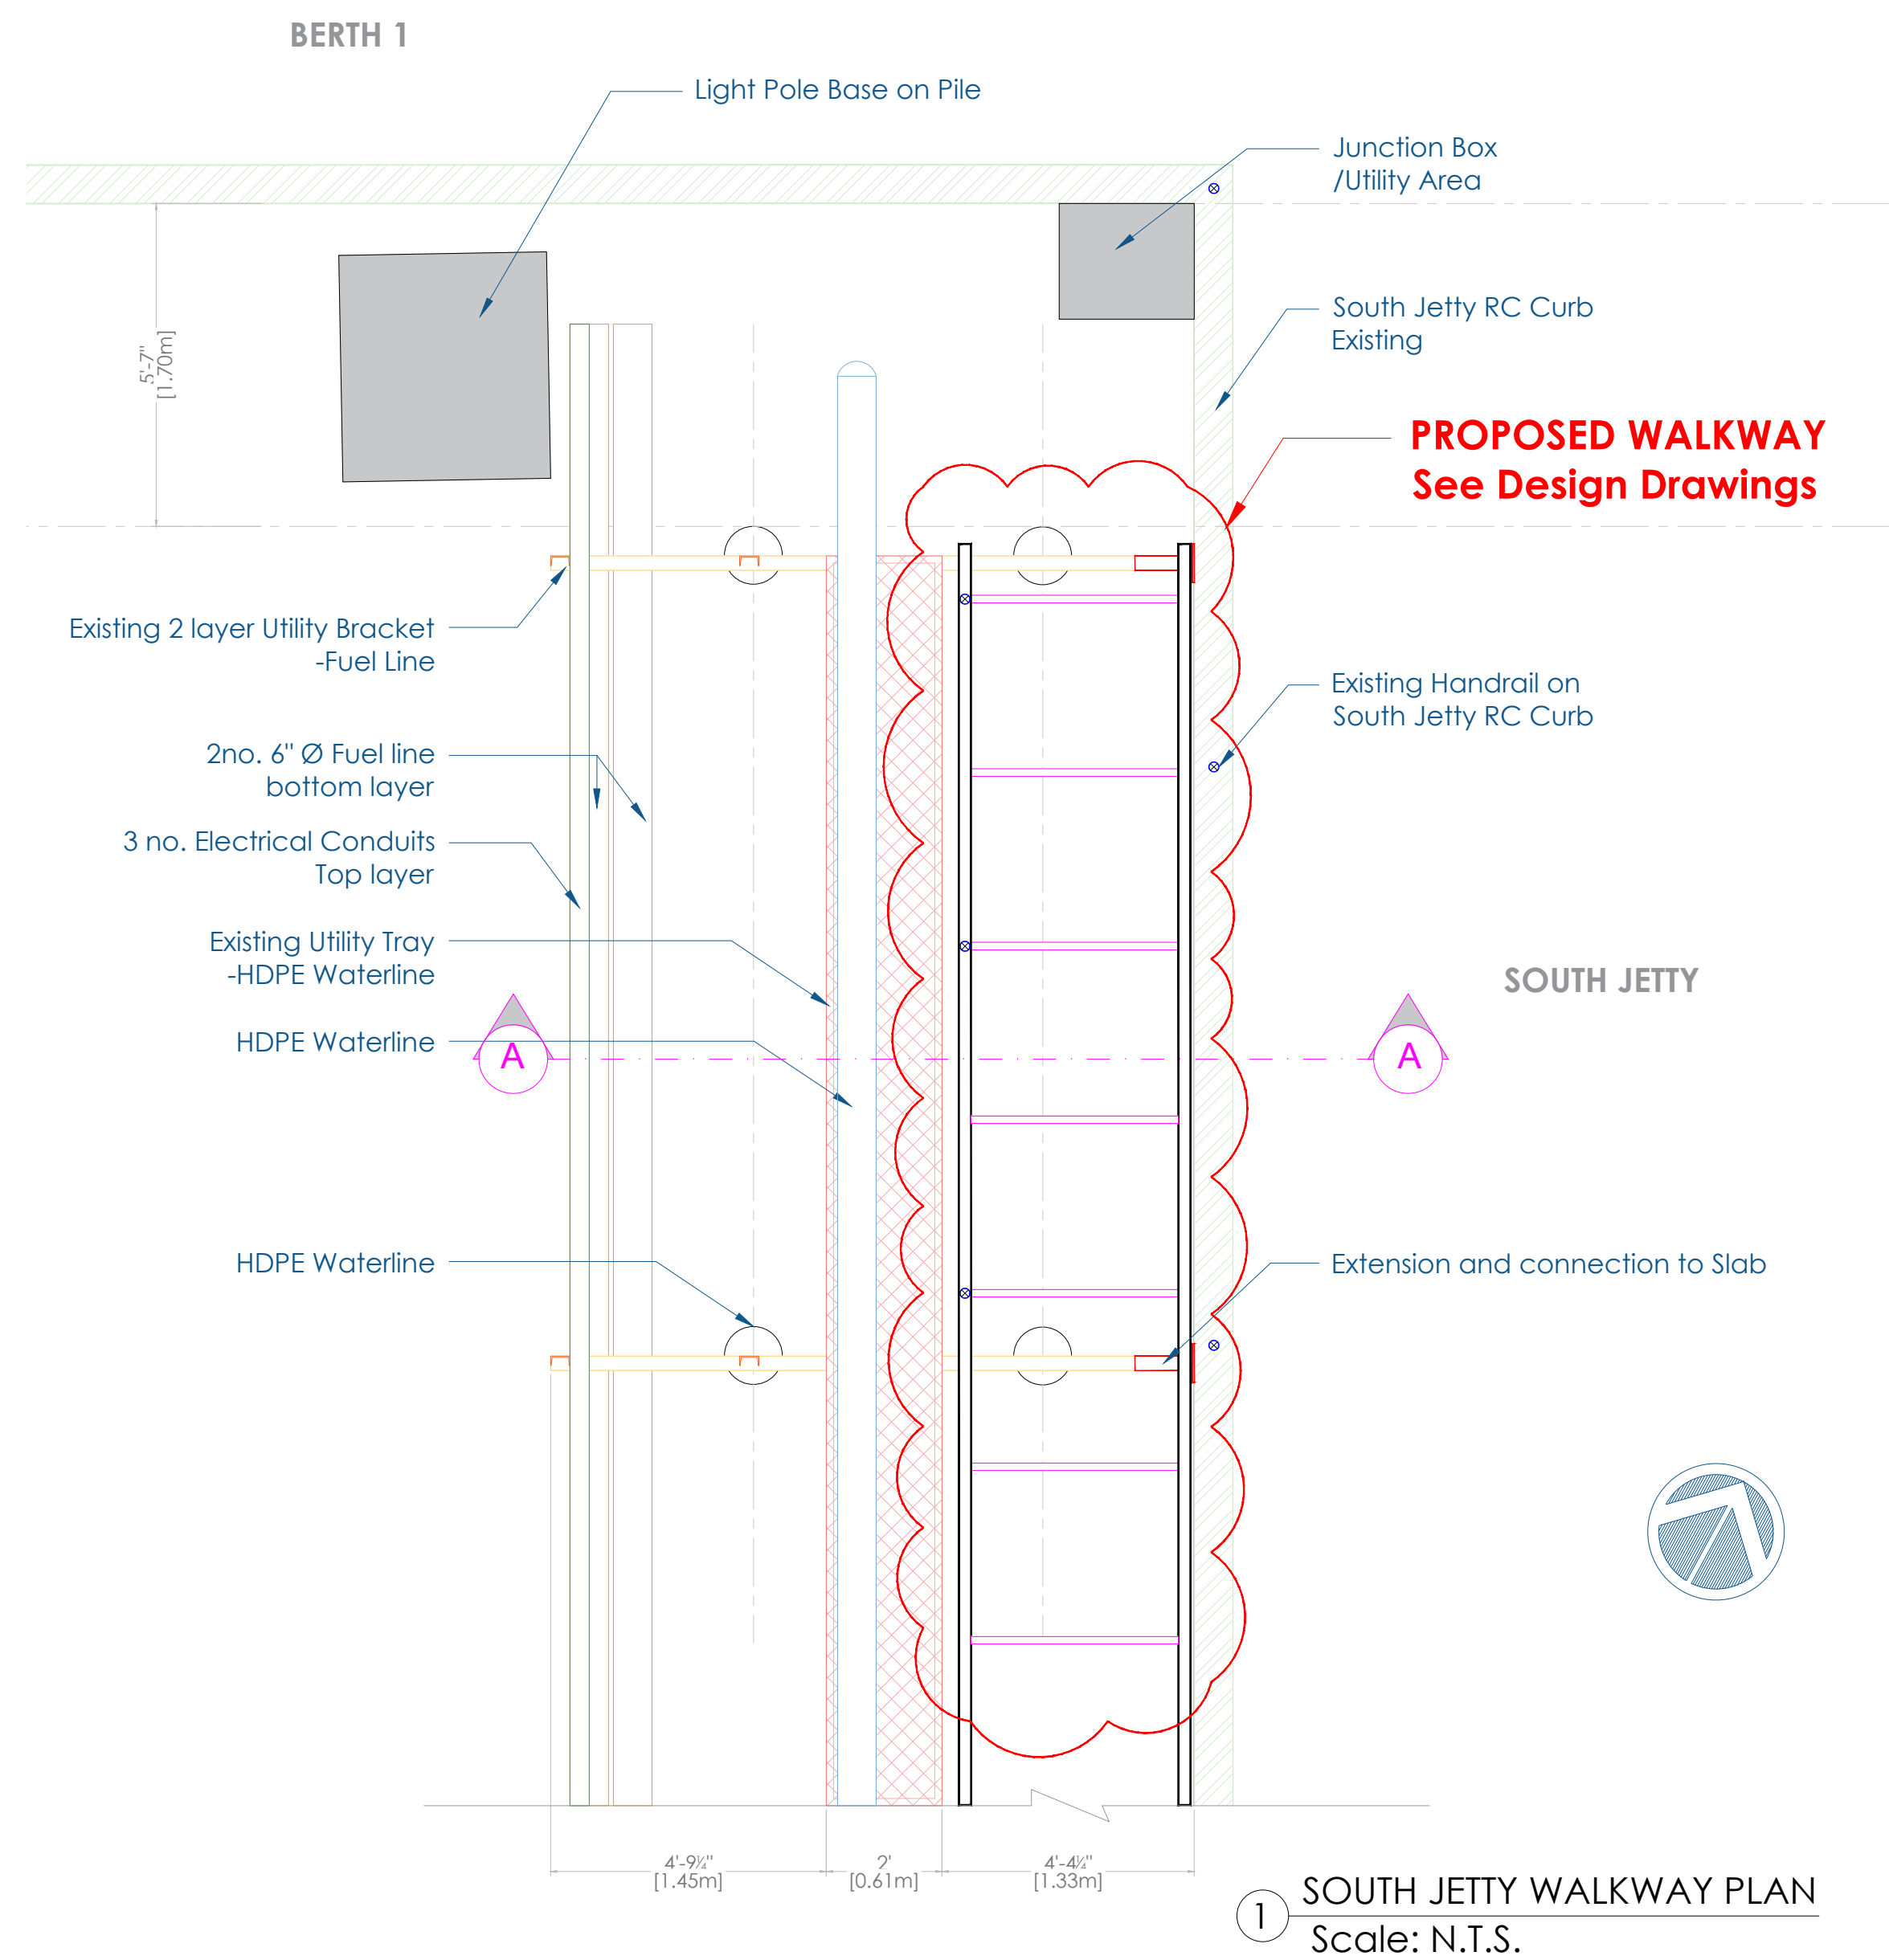 BERTH 1
Light Pole Base on Pile
Junction Box
/Utility Area
5'-7"
[1.70m]
South Jetty RC Curb
Existing
PROPOSED WALKWAY
See Design Drawings
Existing 2 layer Utility Bracket
-Fuel Line
Existing Handrail on
South Jetty RC Curb
2no. 6" Ø Fuel line
bottom layer
3 no. Electrical Conduits
Top layer
Existing Utility Tray
-HDPE Waterline
SOUTH JETTY
HDPE Waterline
A
A
HDPE Waterline
Extension and connection to Slab
4'-9¼"
[1.45m]
2'
[0.61m]
4'-4¼"
[1.33m]
1
SOUTH JETTY WALKWAY PLAN
Scale: N.T.S.